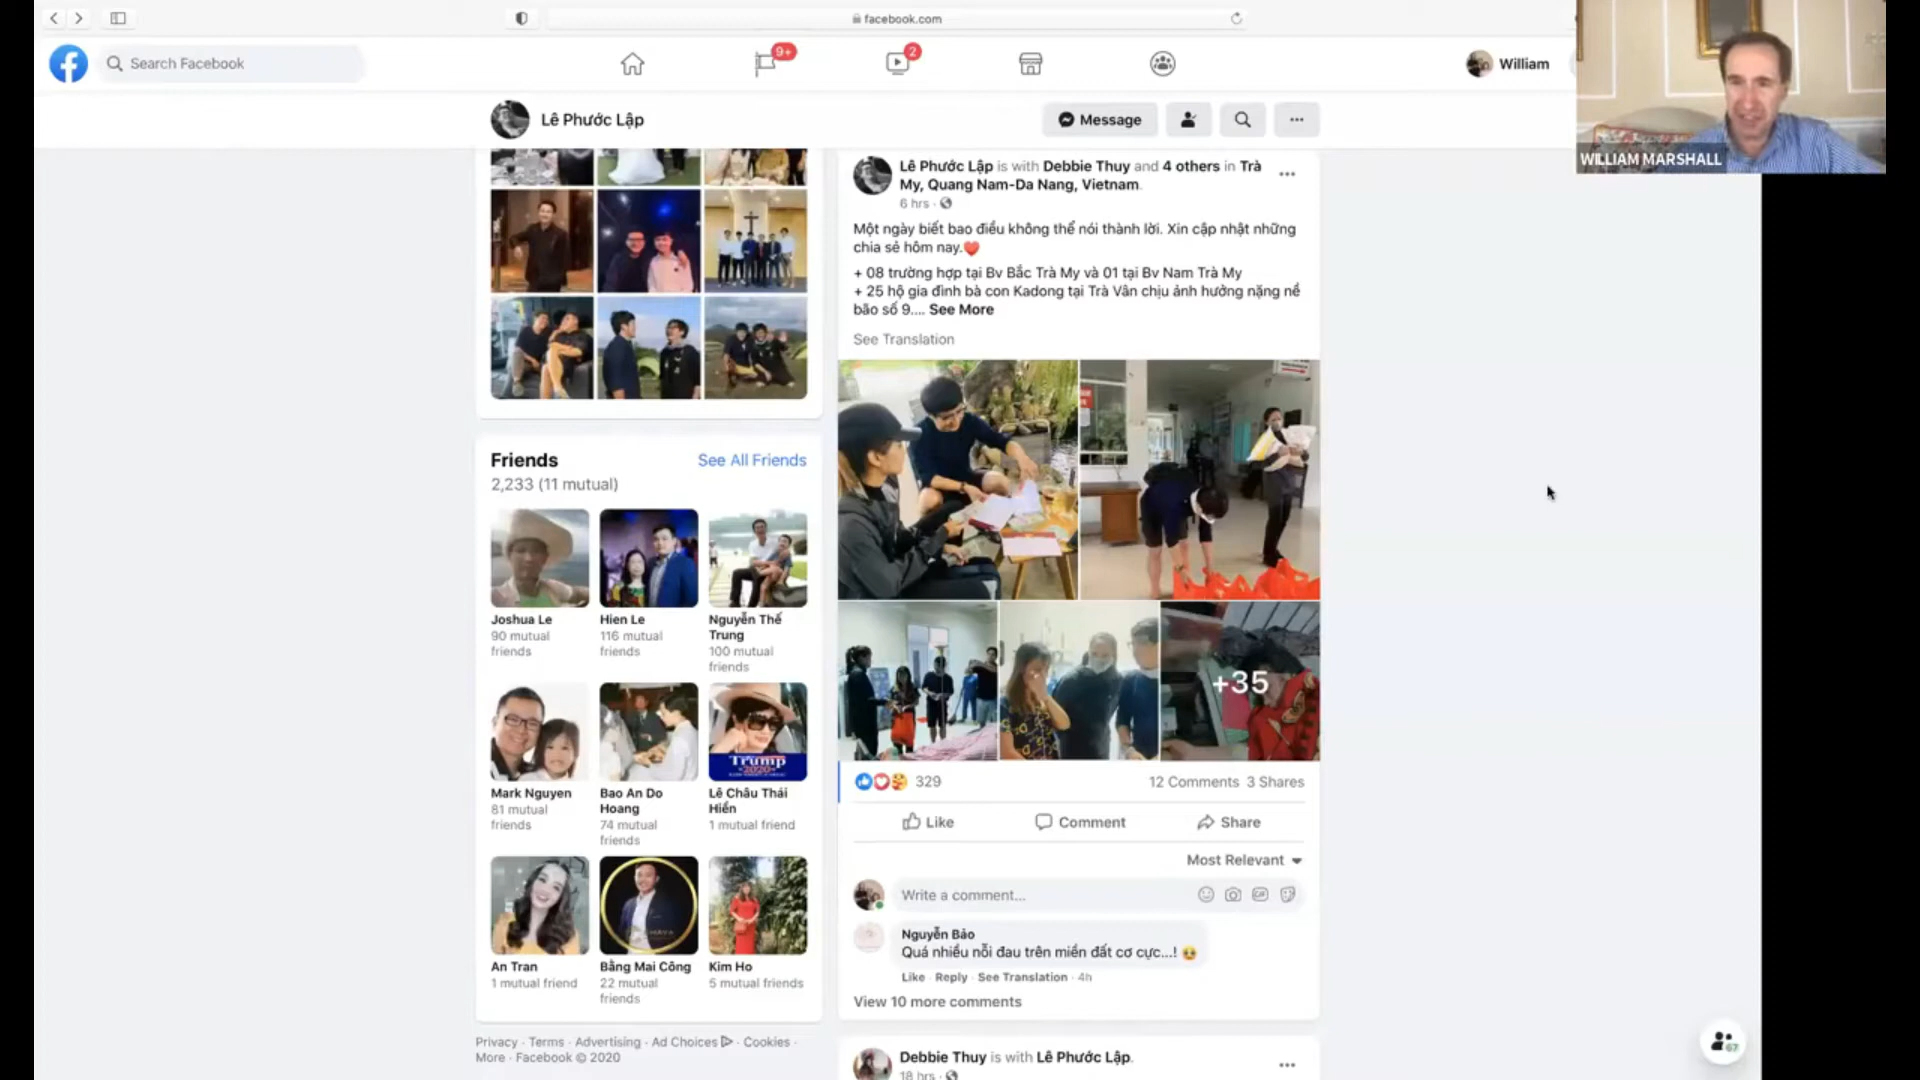 facebook.com
Search Facebook
9+
2
William
WILLIAM MARSHALL
Lê Phước Lập
Message
Lê Phước Lập is with Debbie Thuy and 4 others in Trà
My, Quang Nam-Da Nang, Vietnam.
6 hrs ·
Một ngày biết bao điều không thể nói thành lời. Xin cập nhật những
chia sẻ hôm nay.❤️
+ 08 trường hợp tại Bv Bắc Trà My và 01 tại Bv Nam Trà My
+ 25 hộ gia đình bà con Kadong tại Trà Vân chịu ảnh hưởng nặng nề
bão số 9.... See More
See Translation
Friends
See All Friends
2,233 (11 mutual)
Joshua Le
90 mutual
friends
Hien Le
116 mutual
friends
Nguyễn Thế
Trung
100 mutual
friends
Mark Nguyen
81 mutual
friends
Bao An Do
Hoang
74 mutual
friends
Trump
2020
Lê Châu Thái
Hiền
1 mutual friend
An Tran
1 mutual friend
Bằng Mai Công
22 mutual
friends
Kim Ho
5 mutual friends
Privacy · Terms · Advertising · Ad Choices · Cookies ·
More · Facebook © 2020
+35
329
12 Comments 3 Shares
Like
Comment
Share
Most Relevant
Write a comment...
GIF
Nguyễn Bảo
Quá nhiều nỗi đau trên miền đất cơ cực...! 🥺
Like · Reply · See Translation · 4h
View 10 more comments
Debbie Thuy is with Lê Phước Lập.
18 hrs ·
67